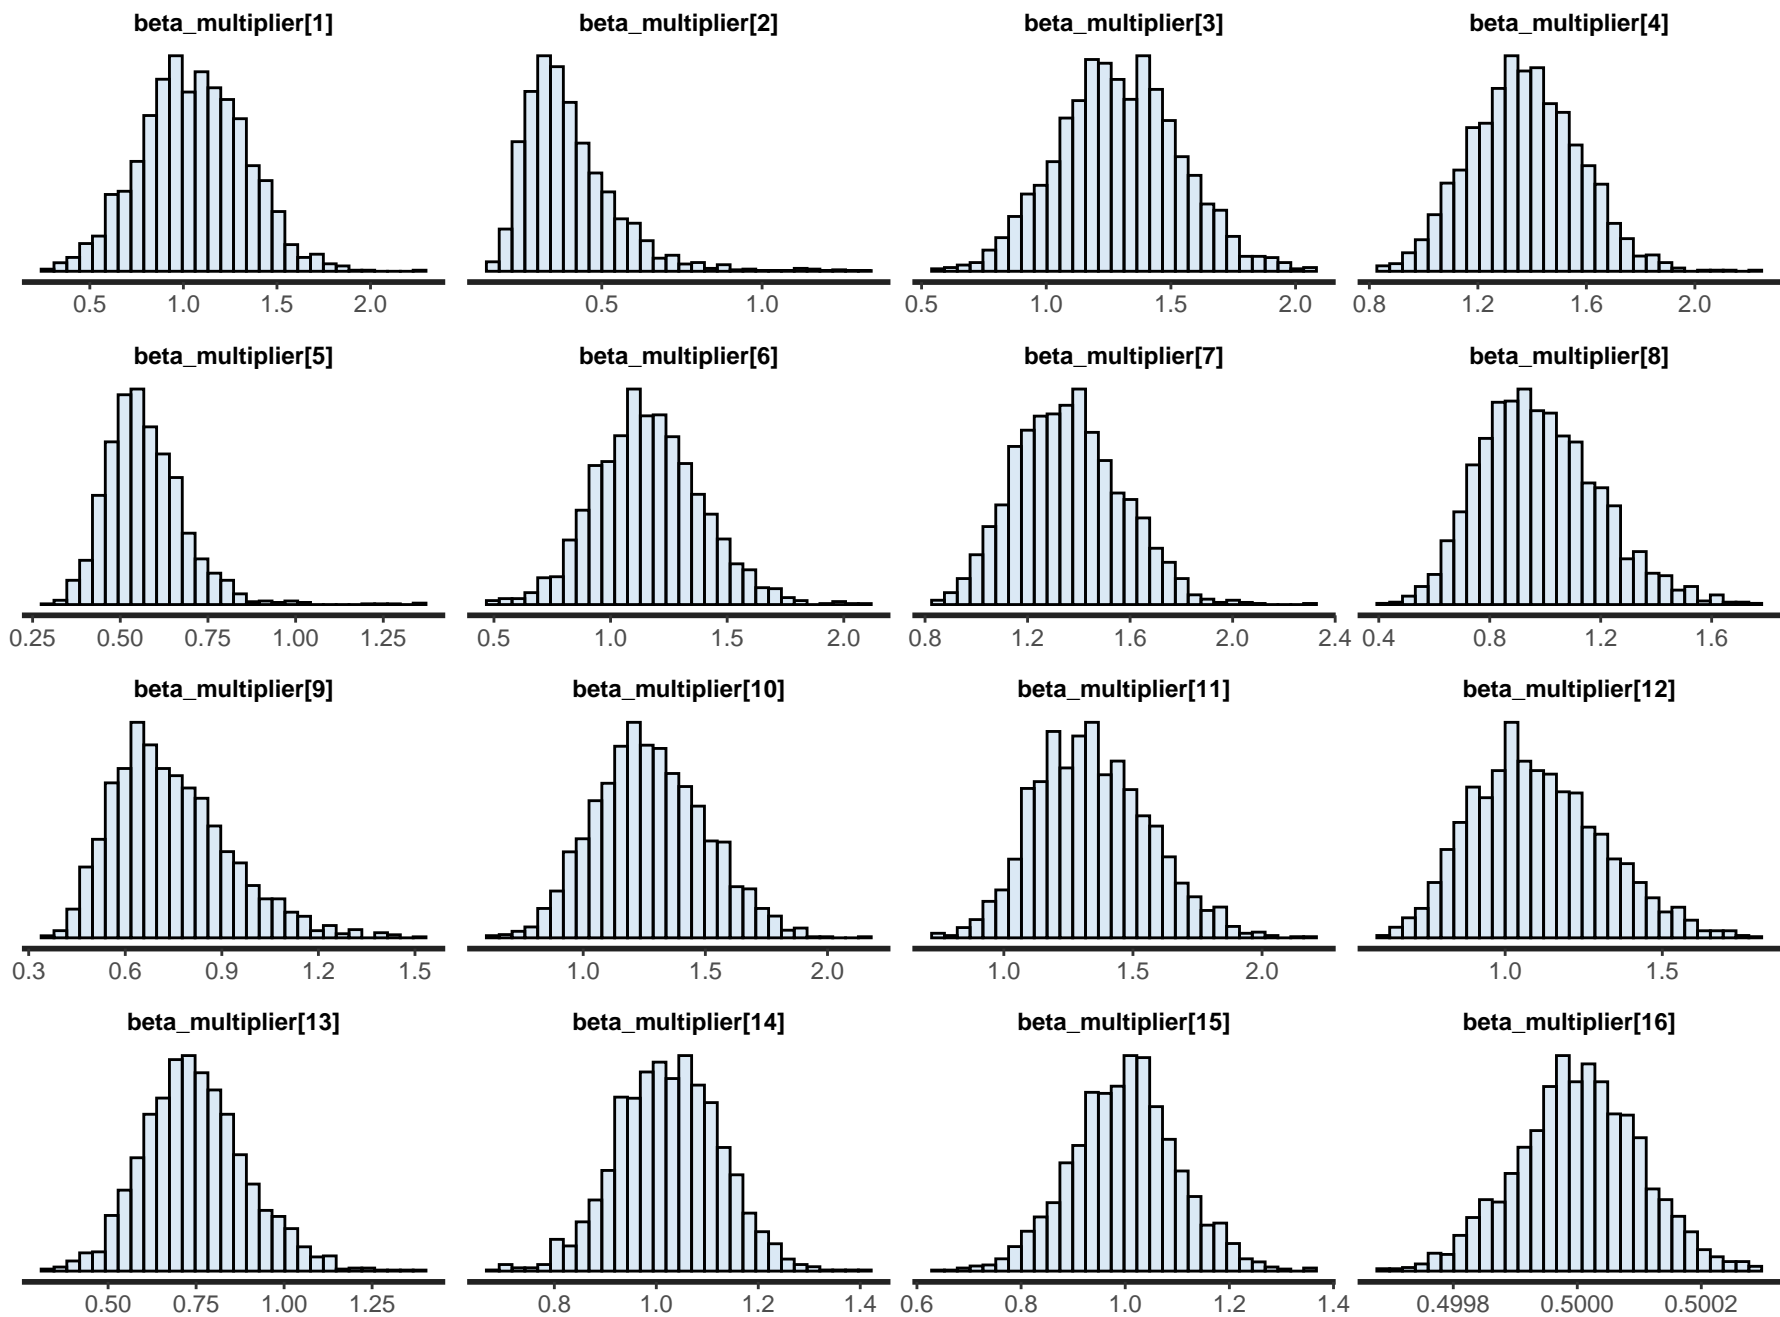 beta_multiplier[1] beta_multiplier[2] beta_multiplier[3] beta_multiplier[4]
0.5 1.0 1.5 2.0 0.5 1.0 0.5 1.0 1.5 2.0 0.8 1.2 1.6 2.0
beta_multiplier[5] beta_multiplier[6] beta_multiplier[7] beta_multiplier[8]
0.25 0.50 0.75 1.00 1.25 0.5 1.0 1.5 2.0 0.8 1.2 1.6 2.0 2.4 0.4 0.8 1.2 1.6
beta_multiplier[9] beta_multiplier[10] beta_multiplier[11] beta_multiplier[12]
0.3 0.6 0.9 1.2 1.5 1.0 1.5 2.0 1.0 1.5 2.0 1.0 1.5
beta_multiplier[13] beta_multiplier[14] beta_multiplier[15] beta_multiplier[16]
0.50 0.75 1.00 1.25 0.8 1.0 1.2 1.4 0.6 0.8 1.0 1.2 1.4 0.4998 0.5000 0.5002